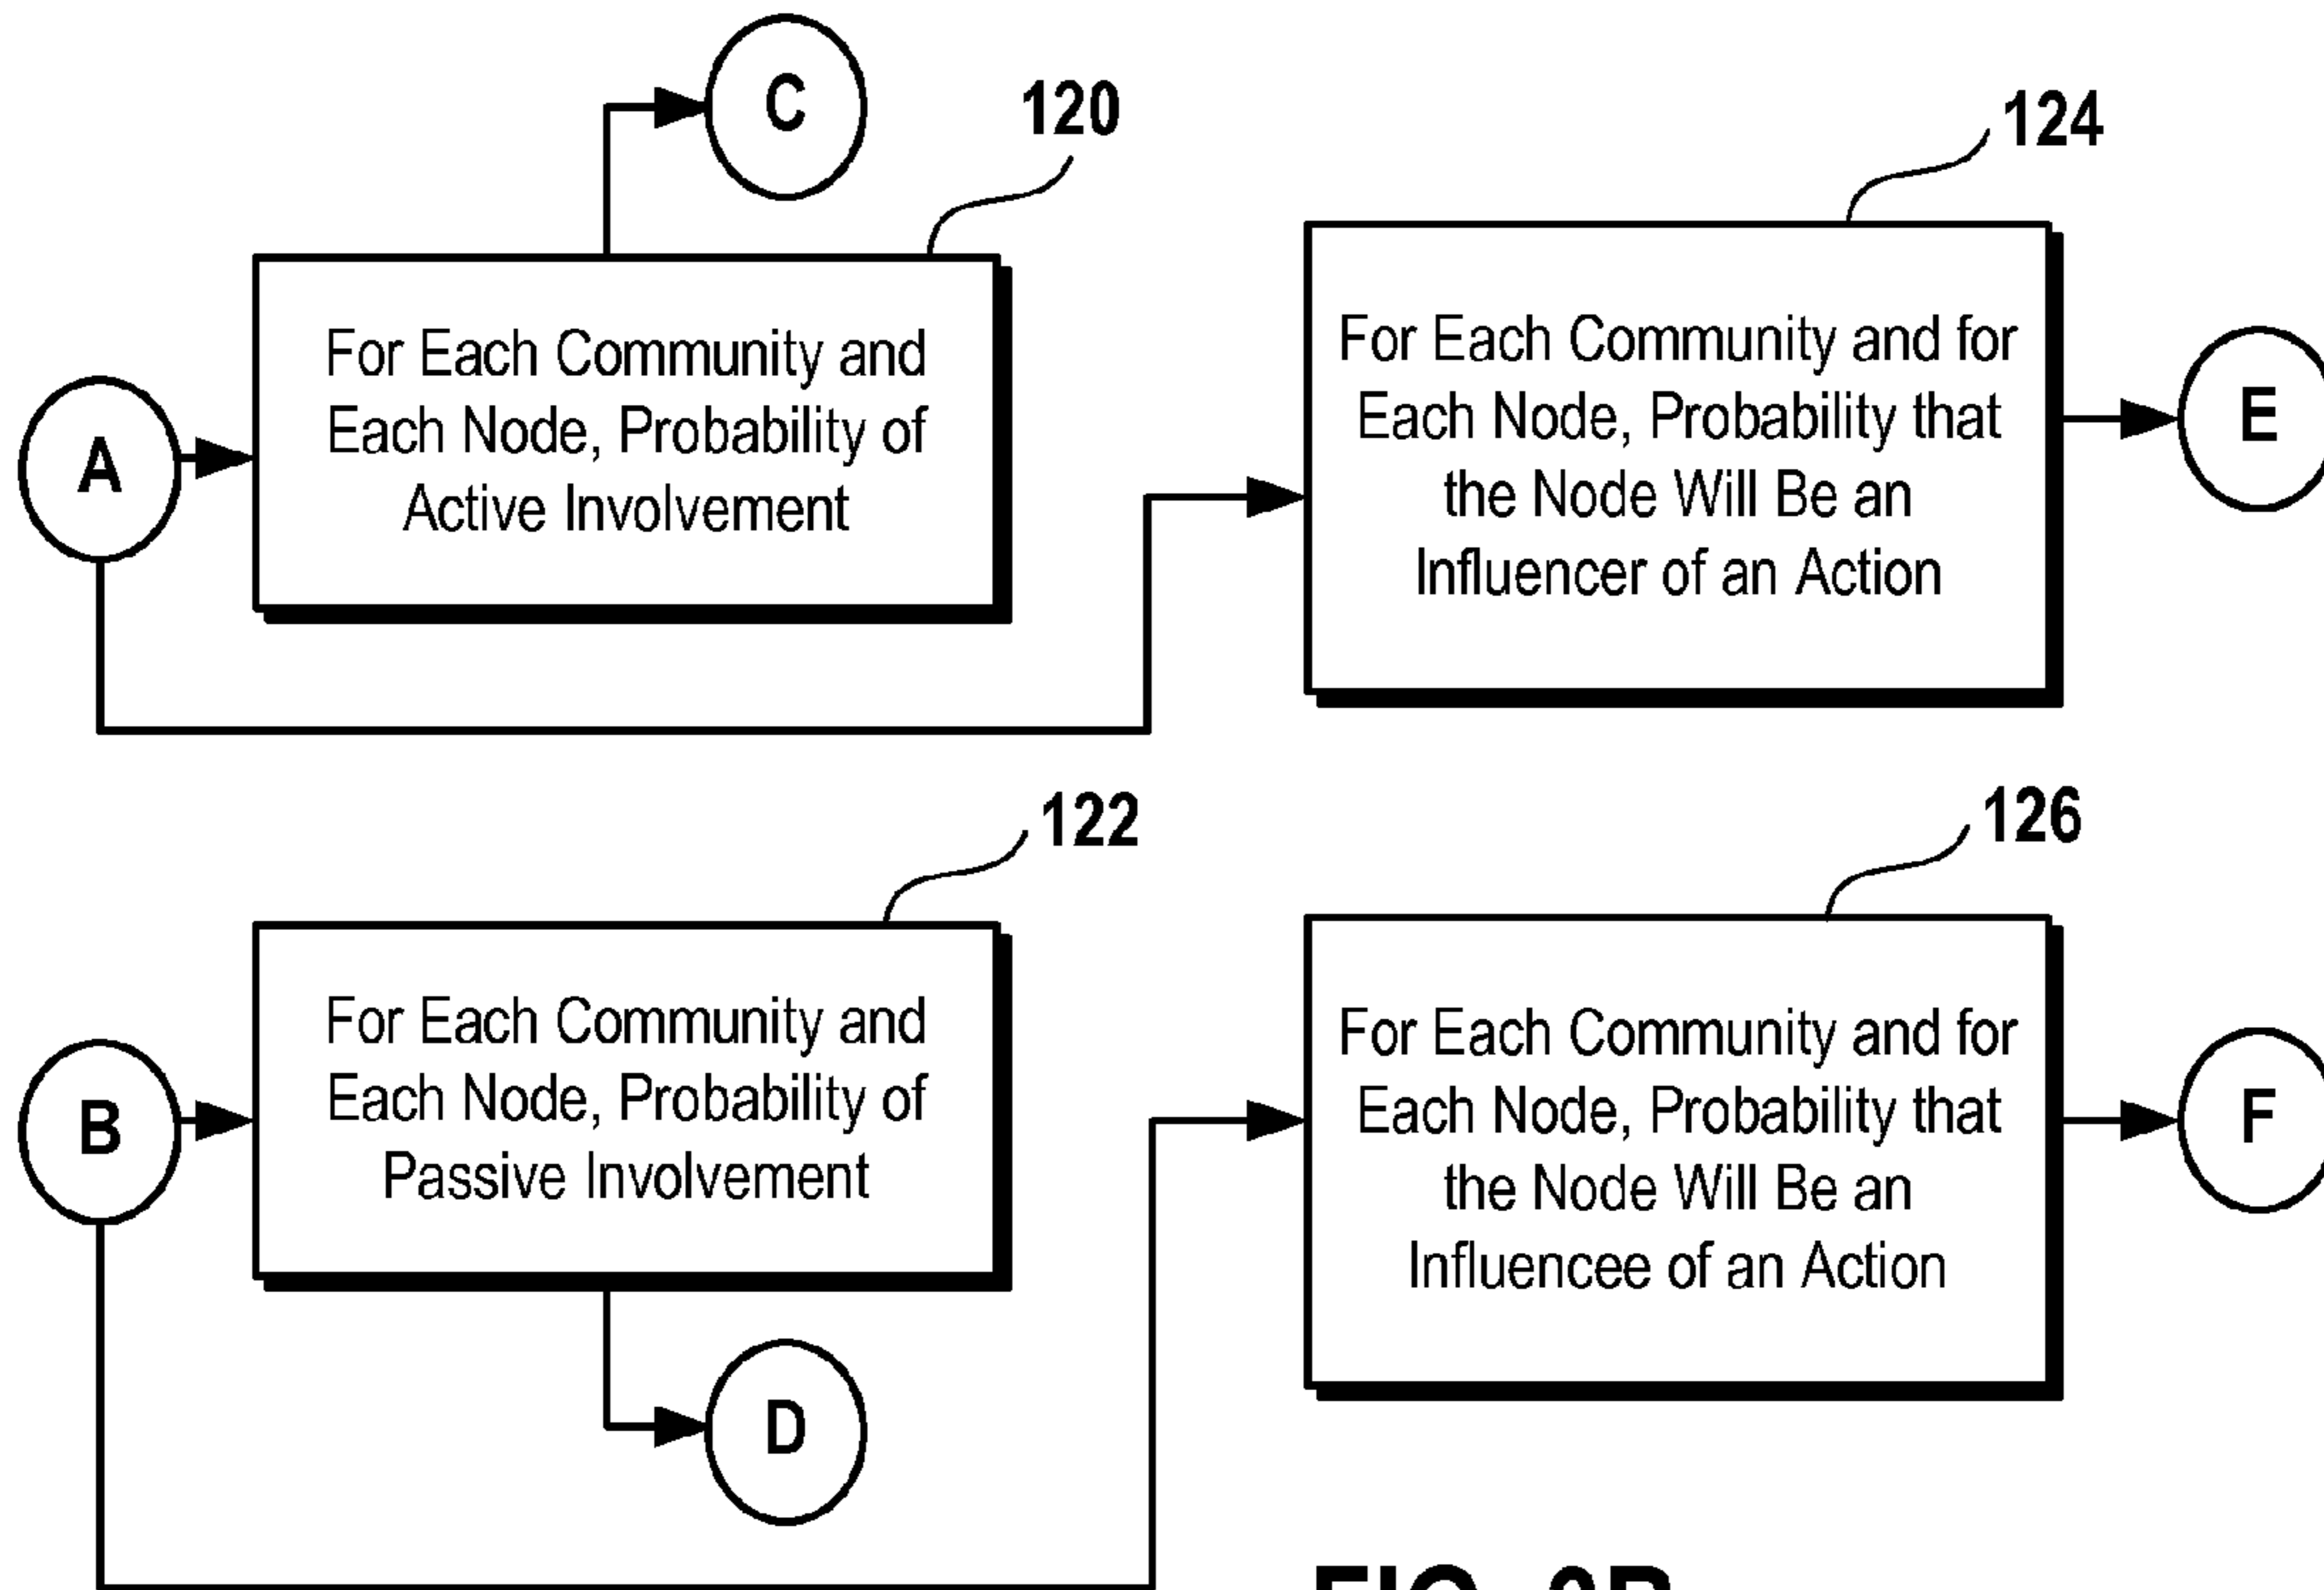 C
120
124
For Each Community and
Each Node, Probability of
Active Involvement
For Each Community and for
Each Node, Probability that
the Node Will Be an
Influencer of an Action
A
E
122
126
For Each Community and
Each Node, Probability of
Passive Involvement
For Each Community and for
Each Node, Probability that
the Node Will Be an
Influencee of an Action
B
F
D
FIG.